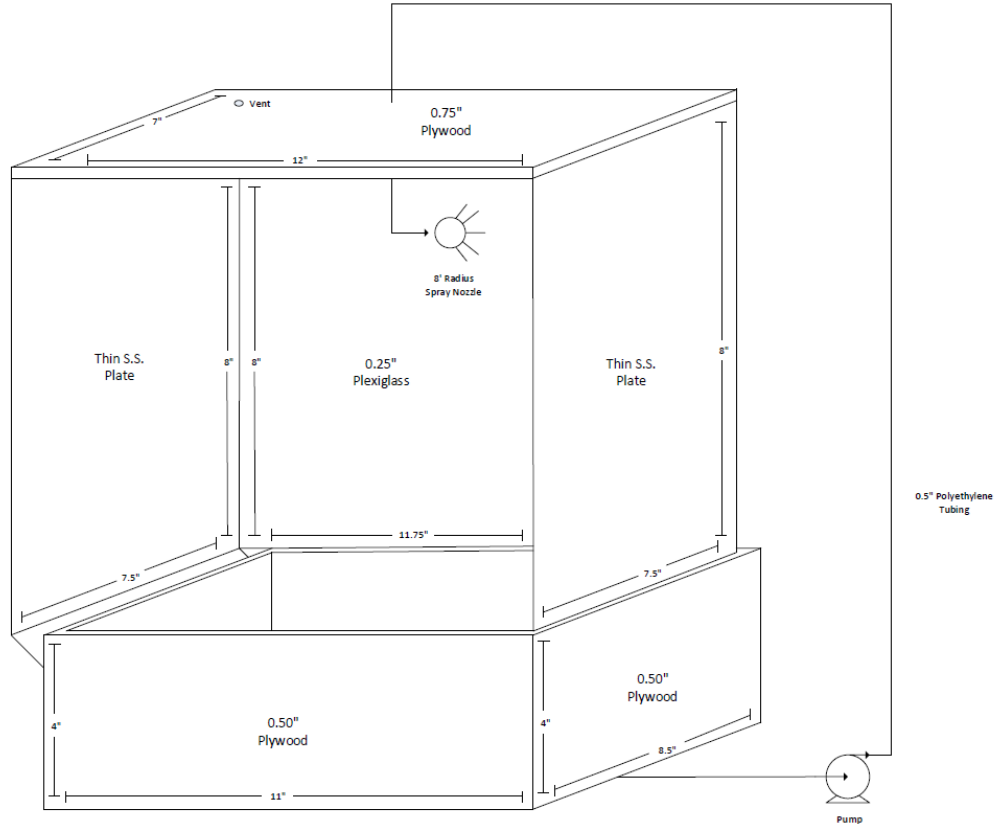 Vent
0.75"
Plywood
7"
12"
8' Radius
Spray Nozzle
Thin S.S.
Plate
8"
8"
0.25"
Plexiglass
Thin S.S.
Plate
8"
0.5" Polyethylene
Tubing
11.75"
7.5"
7.5"
0.50"
Plywood
4"
0.50"
Plywood
4"
8.5"
11"
Pump